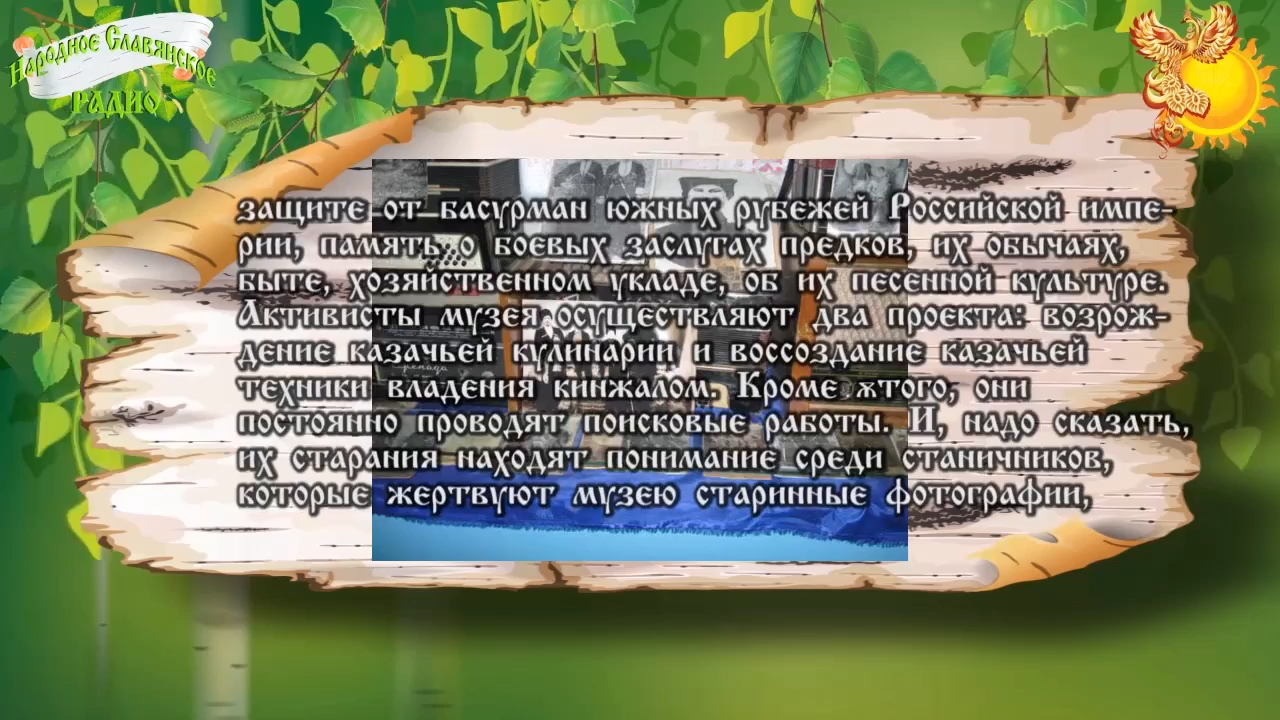 Народное Славянское
РАДИО
защите от басурман южных рубежей Российской импе-
рии, память о боевых заслугах предков, их обычаях,
быте, хозяйственном укладе, об их песенной культуре.
Активисты музея осуществляют два проекта: возрож-
дение казачьей кулинарии и воссоздание казачьей
техники владения кинжалом. Кроме этого, они
постоянно проводят поисковые работы. И, надо сказать,
их старания находят понимание среди станичников,
которые жертвуют музею старинные фотографии,